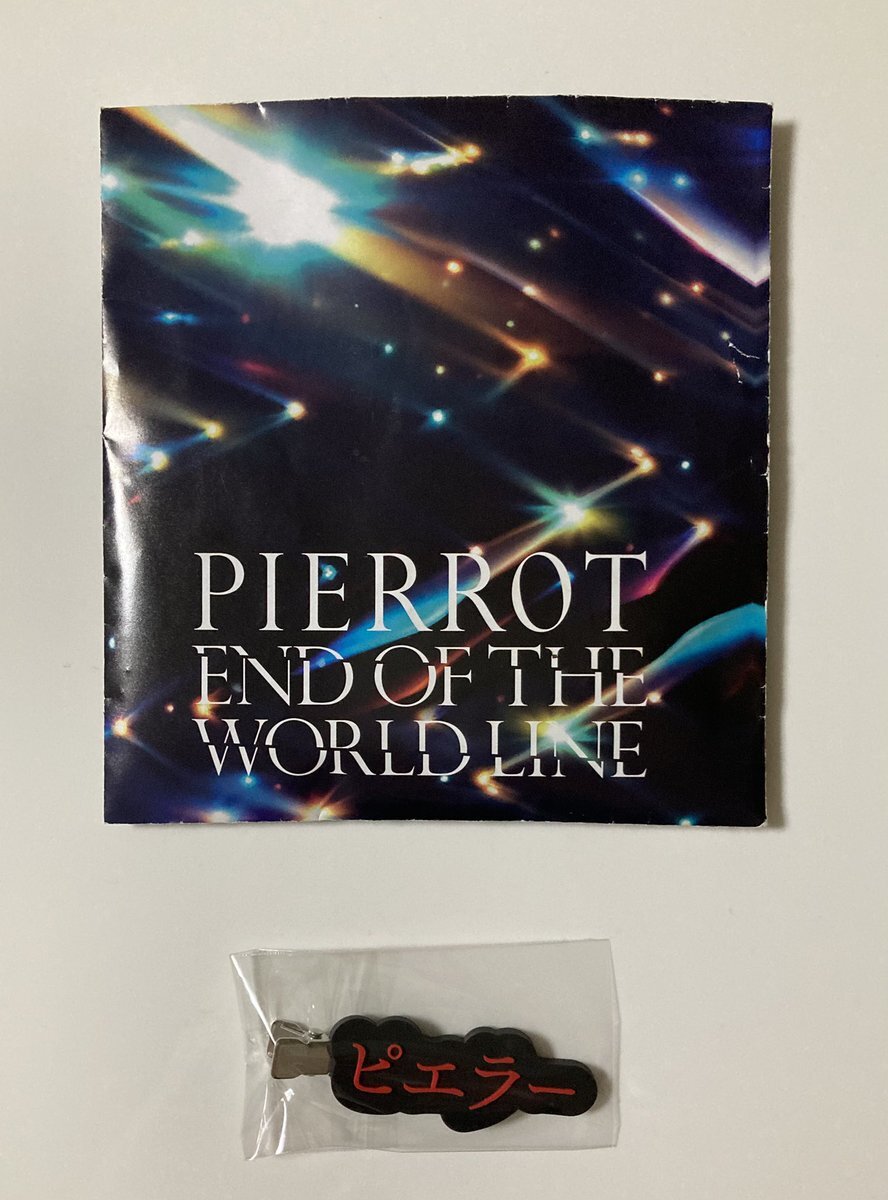 PIERROT
END OF THE
WORLD LINE
ピエラー